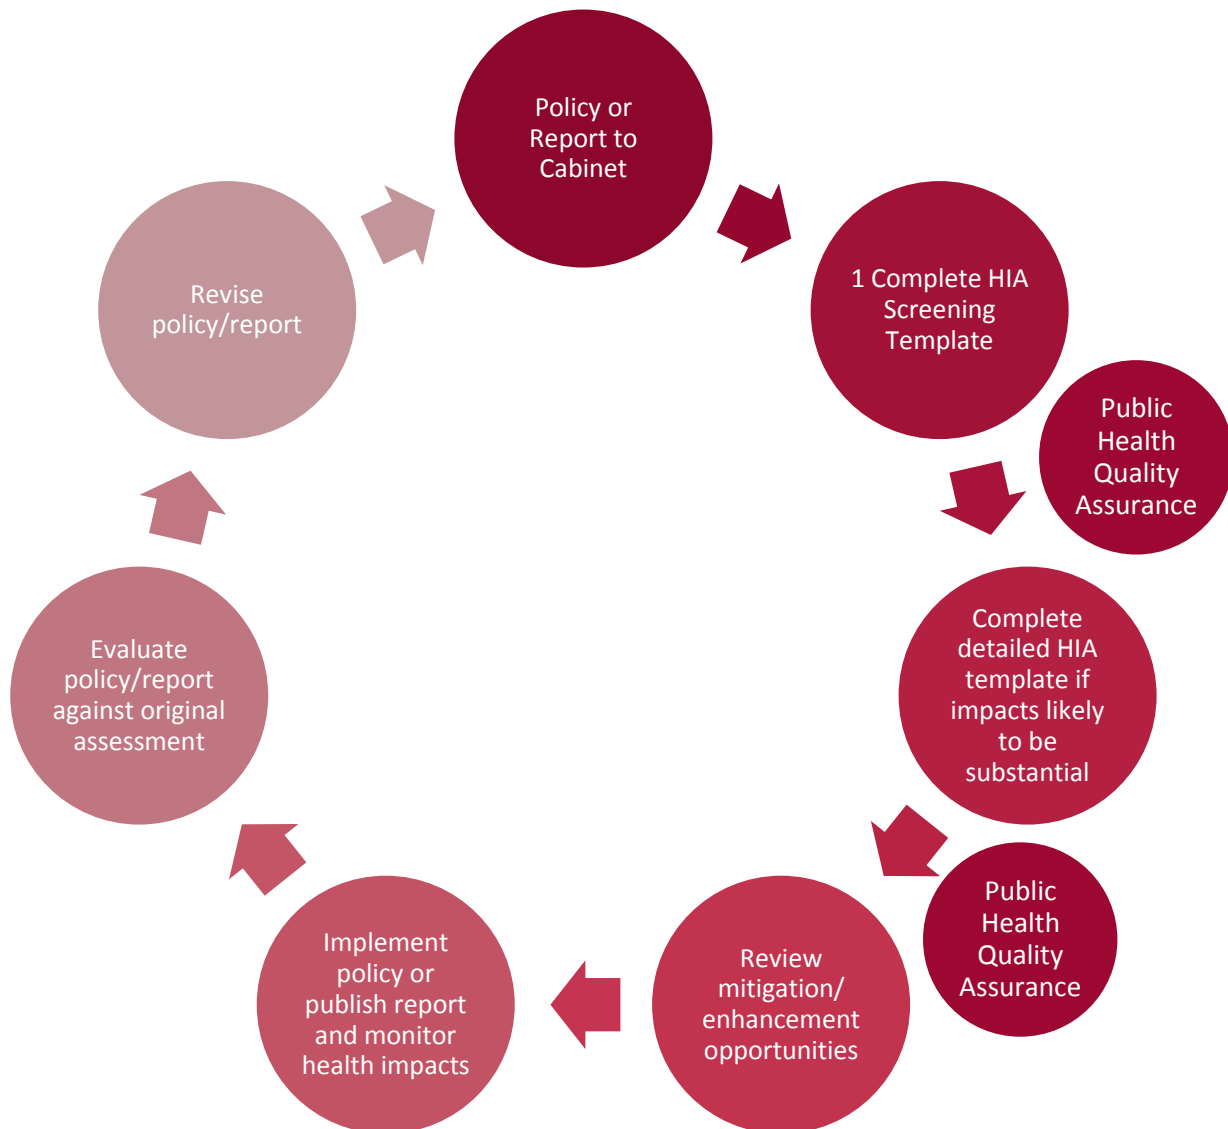 Policy or
Report to
Cabinet
1 Complete HIA
Screening
Template
Public
Health
Quality
Assurance
Complete
detailed HIA
template if
impacts likely
to be
substantial
Public
Health
Quality
Assurance
Review
mitigation/
enhancement
opportunities
Implement
policy or
publish report
and monitor
health impacts
Evaluate
policy/report
against original
assessment
Revise
policy/report